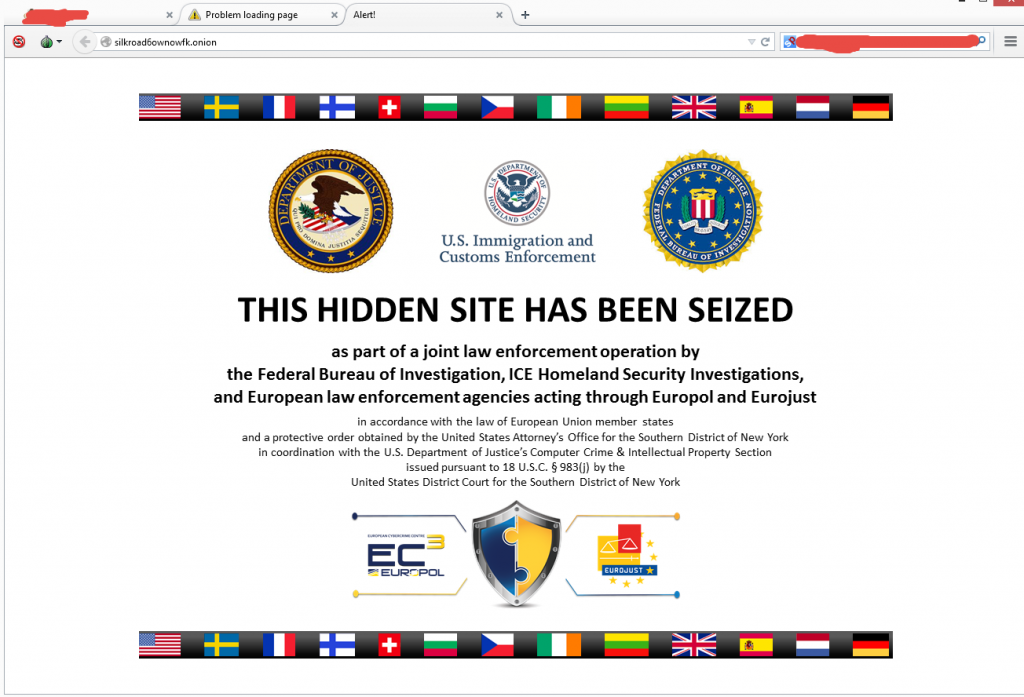 Problem loading page
Alert!
silkroad6ownowfk.onion
DEPARTMENT OF JUSTICE
QUI PRO DOMINA JUSTITIA SEQUITUR
U.S. DEPARTMENT OF HOMELAND SECURITY
DEPARTMENT OF JUSTICE
FEDERAL BUREAU OF INVESTIGATION
U.S. Immigration and
Customs Enforcement
THIS HIDDEN SITE HAS BEEN SEIZED
as part of a joint law enforcement operation by
the Federal Bureau of Investigation, ICE Homeland Security Investigations,
and European law enforcement agencies acting through Europol and Eurojust
in accordance with the law of European Union member states
and a protective order obtained by the United States Attorney's Office for the Southern District of New York
in coordination with the U.S. Department of Justice's Computer Crime & Intellectual Property Section
issued pursuant to 18 U.S.C. § 983(j) by the
United States District Court for the Southern District of New York
EUROPEAN CYBERCRIME CENTRE
EC3
EUROPOL
EUROJUST